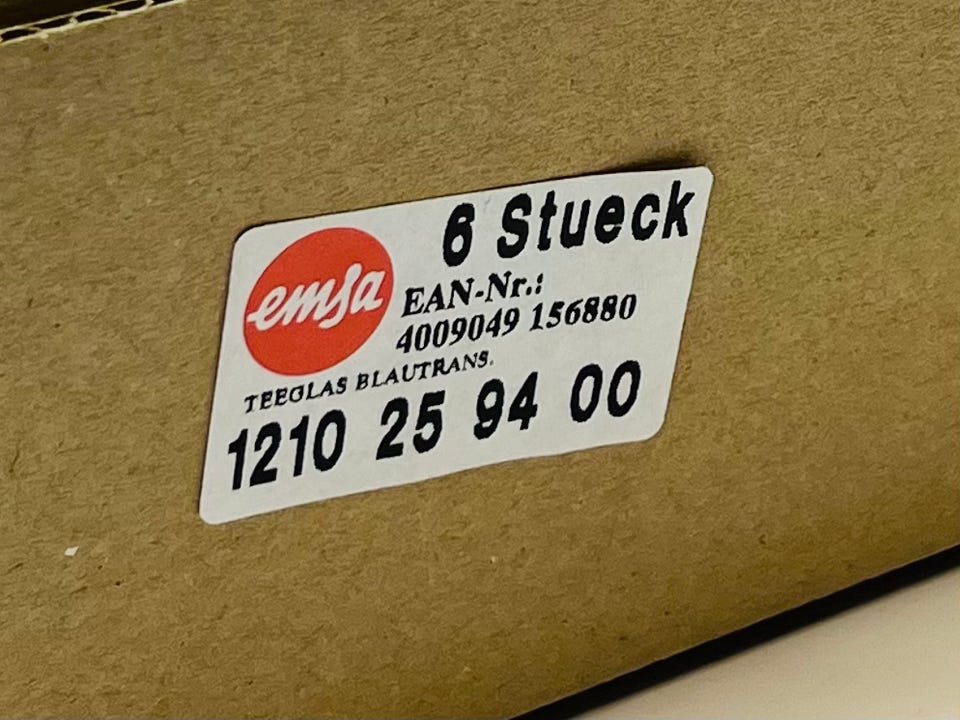 6 Stueck
emsa
EAN-Nr.:
4009049 156880
TEEGLAS BLAUTRANS.
1210 25 94 00